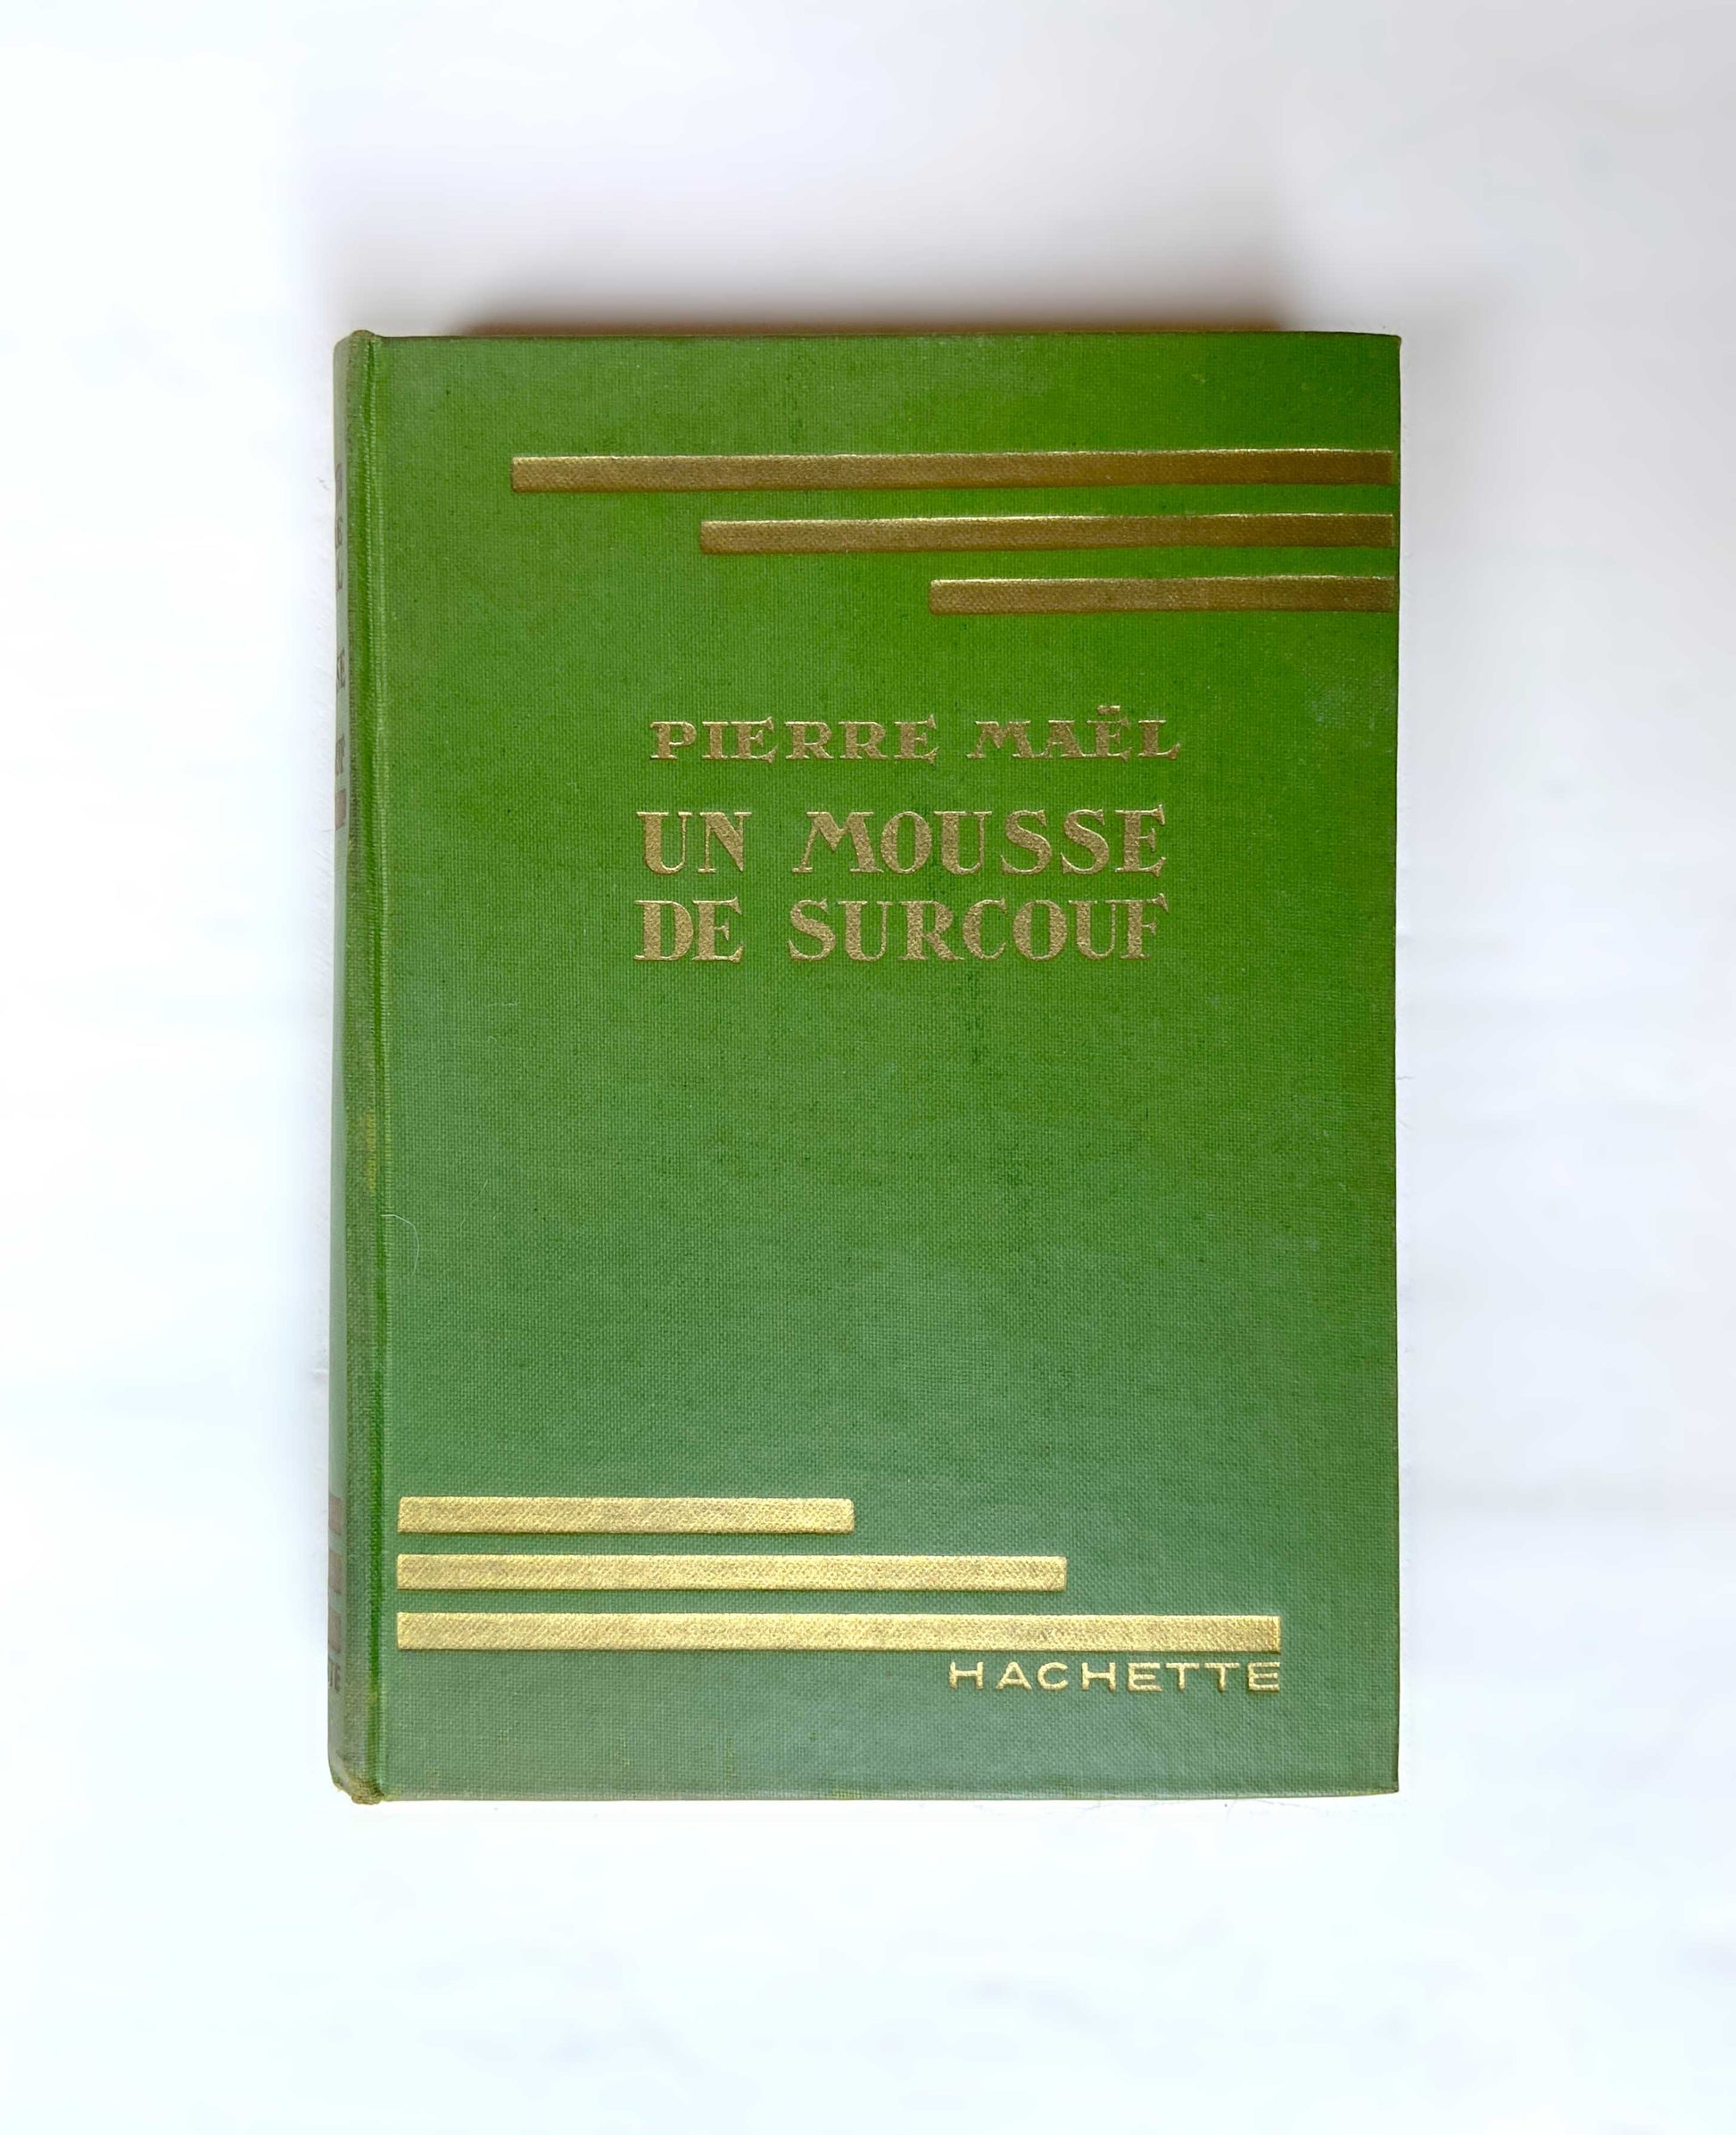 PIERRE MAËL
UN MOUSSE
DE SURCOUF
HACHETTE